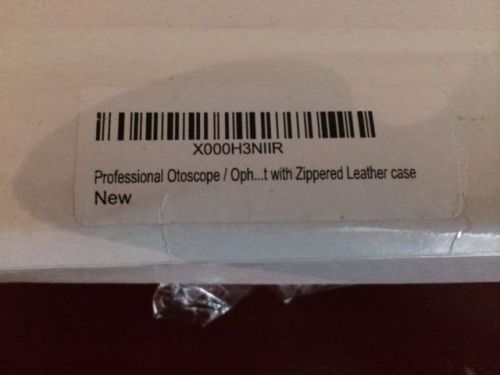 X000H3NIIR
Professional Otoscope / Oph...t with Zippered Leather case
New